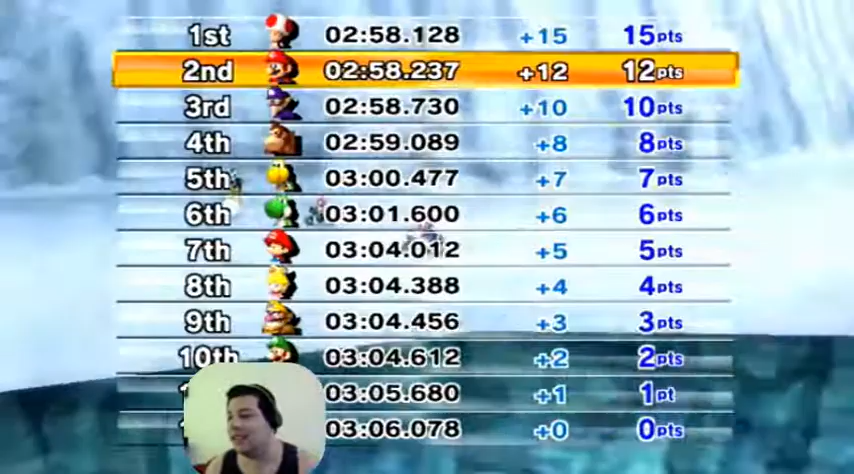 1st 02:58.128 +15 15pts
2nd 02:58.237 +12 12pts
3rd 02:58.730 +10 10pts
4th 02:59.089 +8 8pts
5th 03:00.477 +7 7pts
6th 03:01.600 +6 6pts
7th 03:04.012 +5 5pts
8th 03:04.388 +4 4pts
9th 03:04.456 +3 3pts
10th 03:04.612 +2 2pts
03:05.680 +1 1pt
03:06.078 +0 0pts